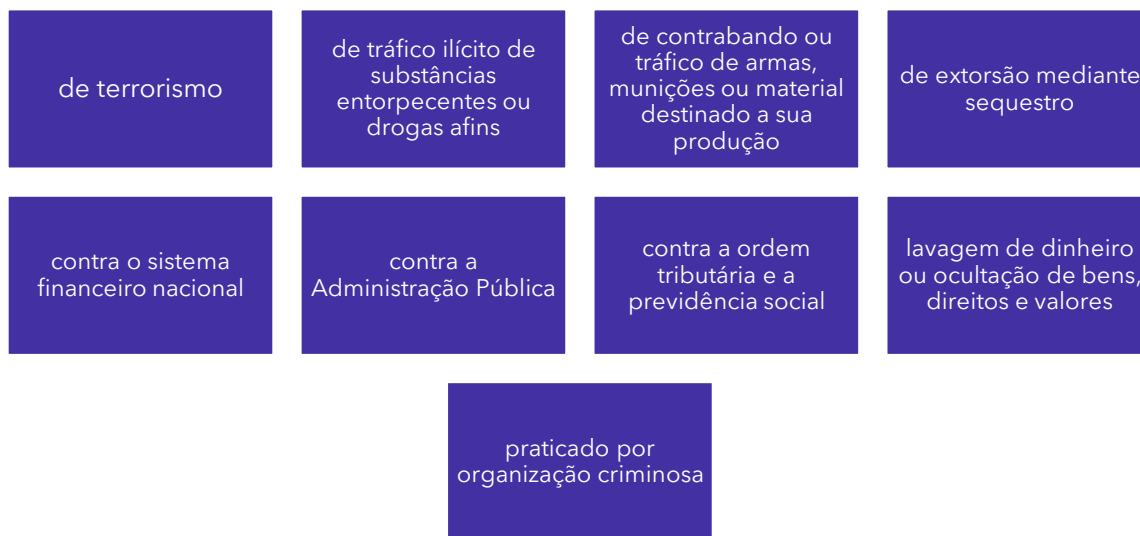 de terrorismo
de tráfico ilícito de
substâncias
entorpecentes ou
drogas afins
de contrabando ou
tráfico de armas,
munições ou material
destinado a sua
produção
de extorsão mediante
sequestro
contra o sistema
financeiro nacional
contra a
Administração Pública
contra a ordem
tributária e a
previdência social
lavagem de dinheiro
ou ocultação de bens,
direitos e valores
praticado por
organização criminosa